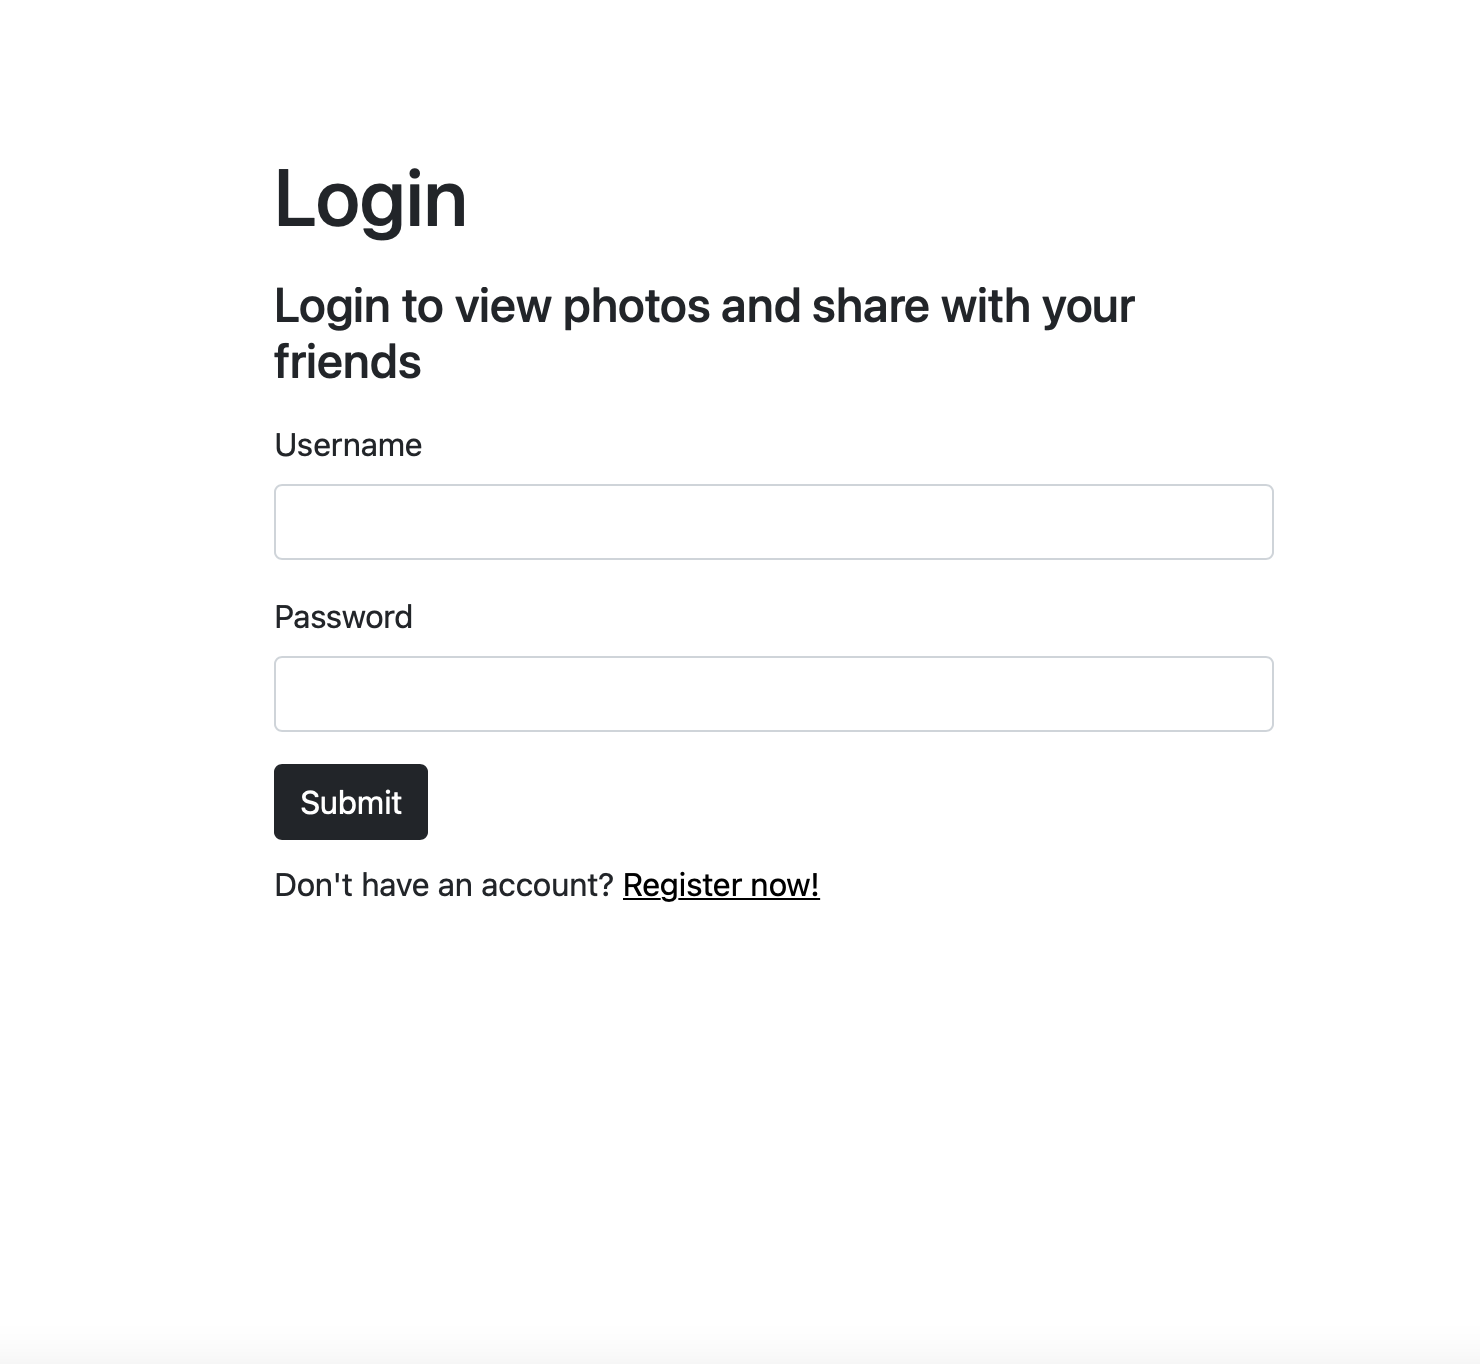 Login
Login to view photos and share with your
friends
Username
Password
Submit
Don't have an account? Register now!